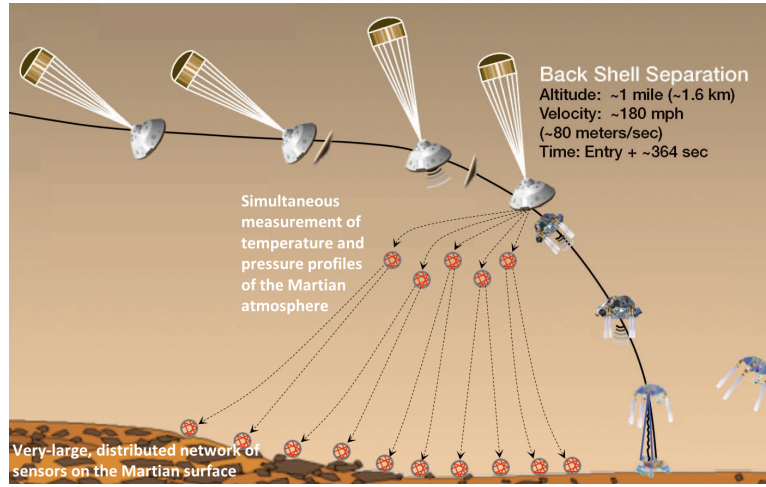 Back Shell Separation
Altitude: ~1 mile (~1.6 km)
Velocity: ~180 mph
(~80 meters/sec)
Time: Entry + ~364 sec
Simultaneous
measurement of
temperature and
pressure profiles
of the Martian
atmosphere
Very-large, distributed network of
sensors on the Martian surface